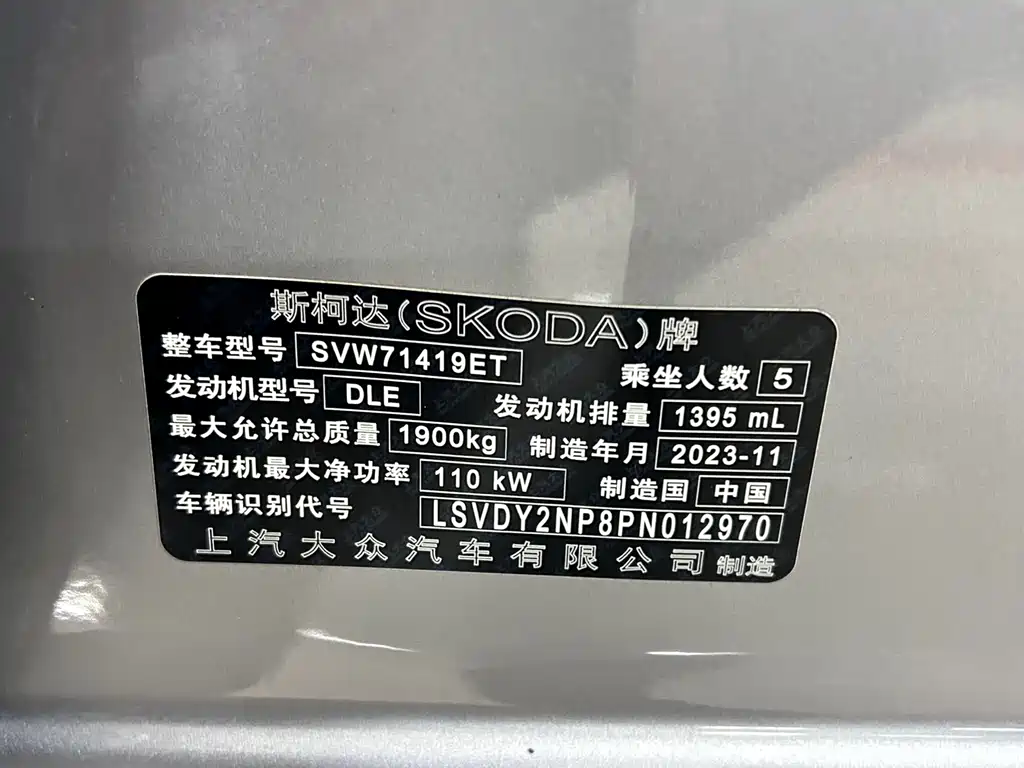 斯柯达(SKODA)牌
整车型号 SVW71419ET 乘坐人数 5
发动机型号 DLE 发动机排量 1395 mL
最大允许总质量 1900kg 制造年月 2023-11
发动机最大净功率 110 kW 制造国 中国
车辆识别代号 LSVDY2NP8PN012970
上汽大众汽车有限公司 制造